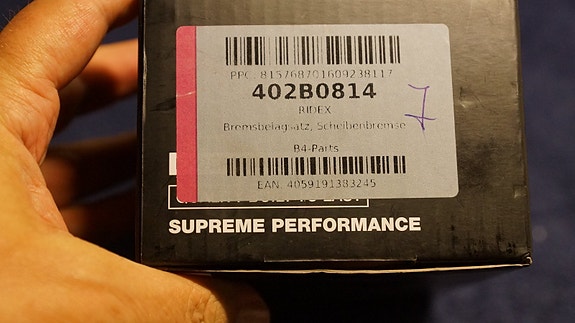 PPC: 815768701609238117
402B0814
RIDEX
Bremsbelagsatz, Scheibenbremse
7
B4-Parts
EAN: 4059191383245
SUPREME PERFORMANCE